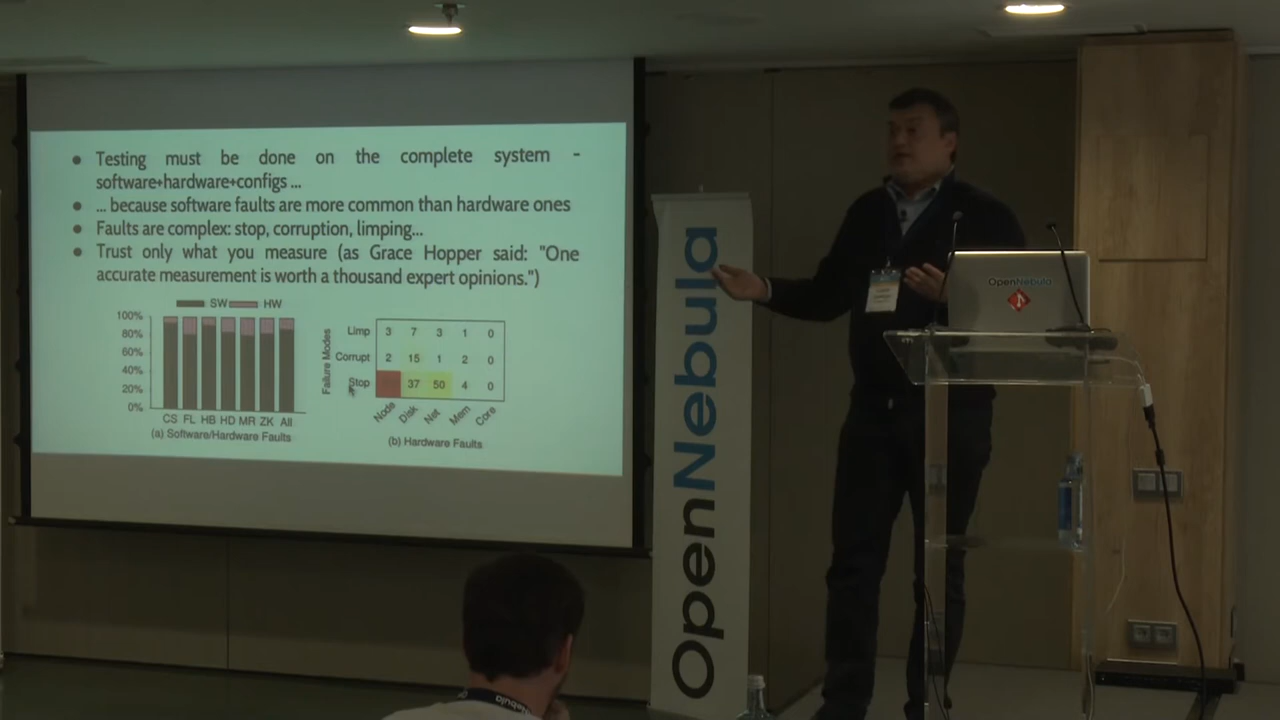 ● Testing must be done on the complete system -
software+hardware+configs ...
● ... because software faults are more common than hardware ones
● Faults are complex: stop, corruption, limping...
● Trust only what you measure (as Grace Hopper said: "One
accurate measurement is worth a thousand expert opinions.")
SW HW
100%
80%
60%
40%
20%
0%
CS FL HB HD MR ZK All
(a) Software/Hardware Faults
Failure Modes
Limp 3 7 3 1 0
Corrupt 2 15 1 2 0
Stop 37 50 4 0
Node Disk Net Mem Core
(b) Hardware Faults
OpenNebula
OpenNebula
Nebula